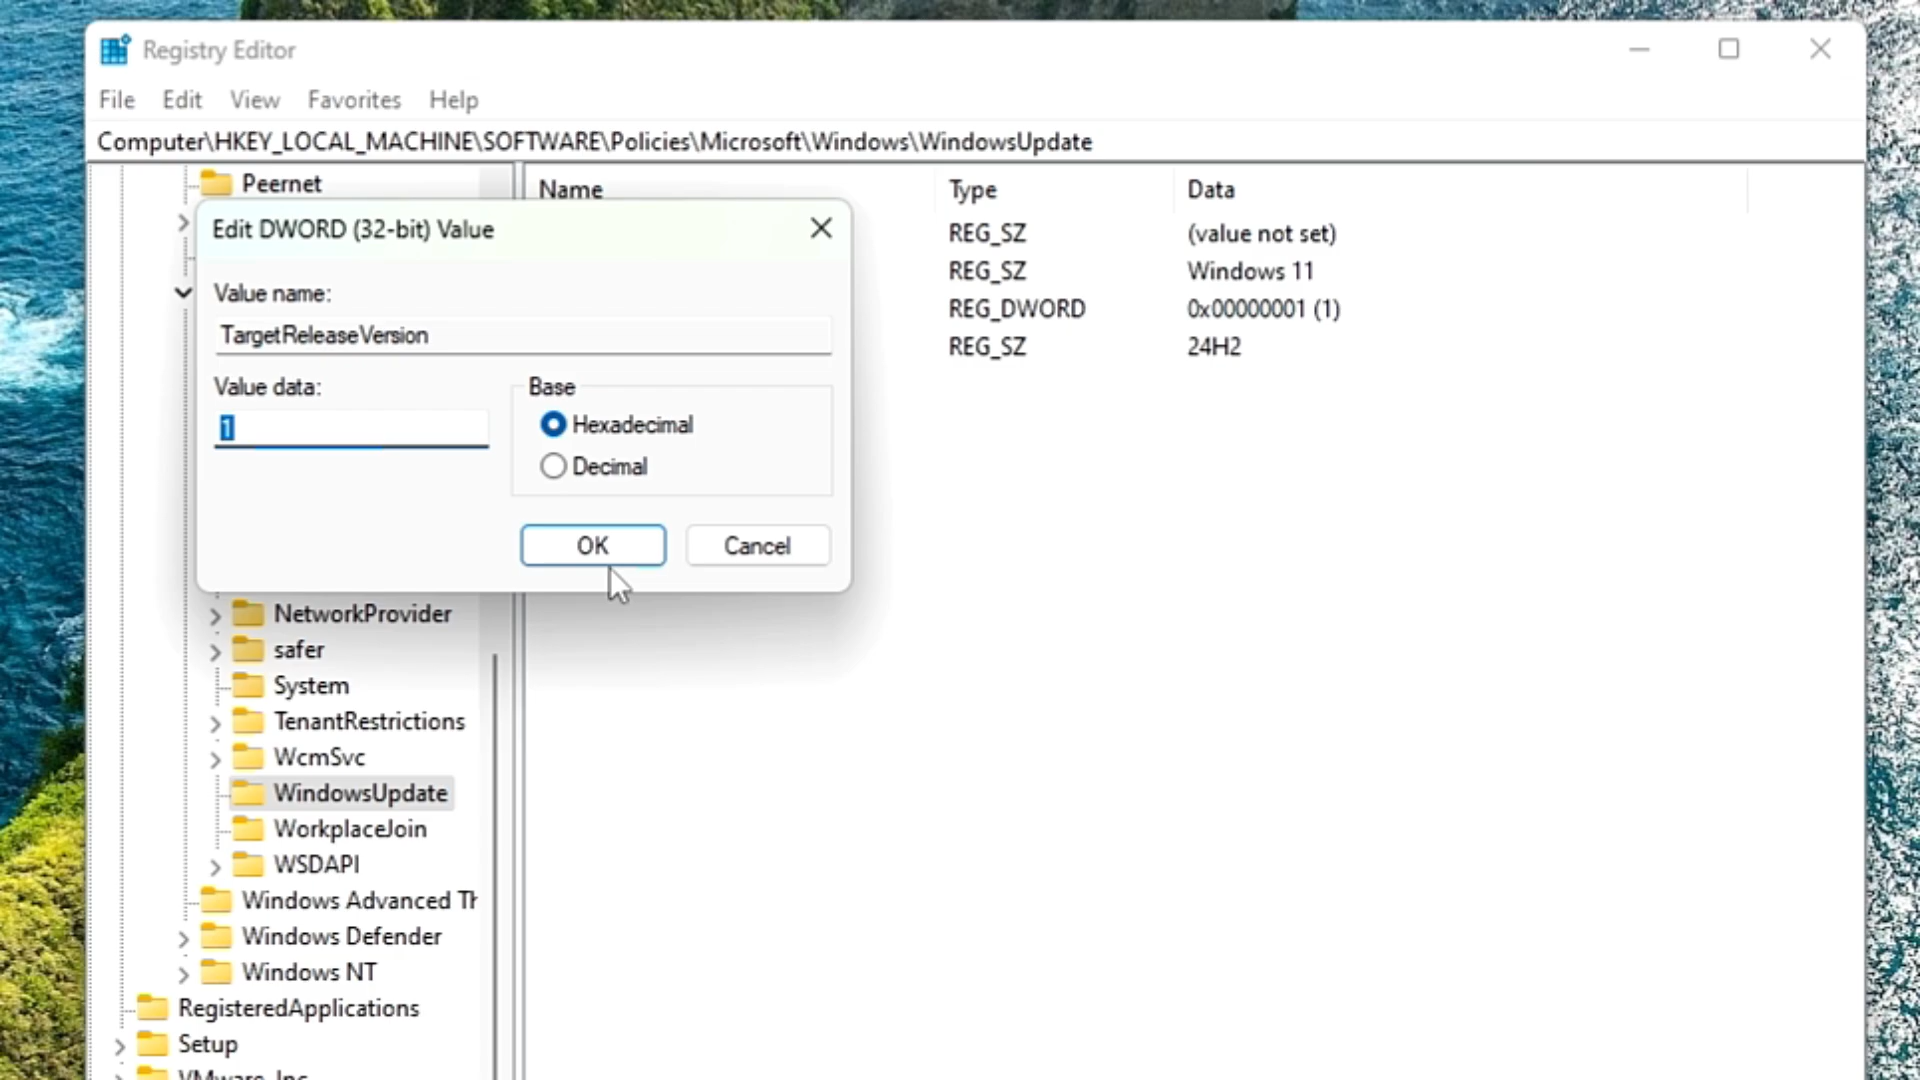 Registry Editor
File Edit View Favorites Help
Computer\HKEY_LOCAL_MACHINE\SOFTWARE\Policies\Microsoft\Windows\WindowsUpdate
Peernet
Name Type Data
REG_SZ (value not set)
REG_SZ Windows 11
REG_DWORD 0x00000001 (1)
REG_SZ 24H2
Edit DWORD (32-bit) Value
Value name:
TargetReleaseVersion
Value data:
1
Base
Hexadecimal
Decimal
OK Cancel
NetworkProvider
safer
System
TenantRestrictions
WcmSvc
WindowsUpdate
WorkplaceJoin
WSDAPI
Windows Advanced Th
Windows Defender
Windows NT
RegisteredApplications
Setup
VMware, Inc.